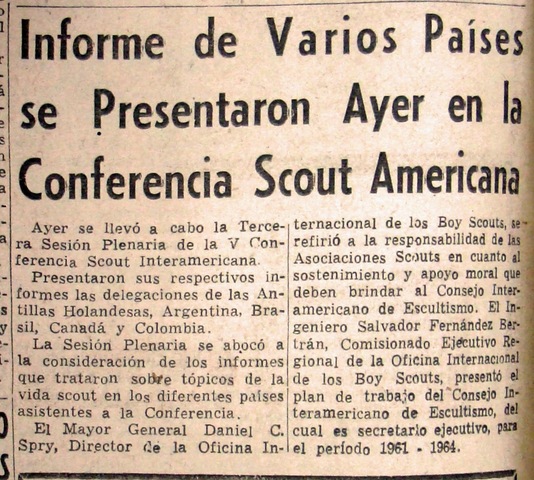 Informe de Varios Países
se Presentaron Ayer en la
Conferencia Scout Americana
Ayer se llevó a cabo la Terce-
ra Sesión Plenaria de la V Con-
ferencia Scout Interamericana.
Presentaron sus respectivos in-
formes las delegaciones de las An-
tillas Holandesas, Argentina, Bra-
sil, Canadá y Colombia.
La Sesión Plenaria se abocó a
la consideración de los informes
que trataron sobre tópicos de la
vida scout en los diferentes países
asistentes a la Conferencia.
El Mayor General Daniel C.
Spry, Director de la Oficina In-
ternacional de los Boy Scouts, se
refirió a la responsabilidad de las
Asociaciones Scouts en cuanto al
sostenimiento y apoyo moral que
deben brindar al Consejo Inter-
americano de Escultismo. El In-
geniero Salvador Fernández Ber-
trán, Comisionado Ejecutivo Re-
gional de la Oficina Internacional
de los Boy Scouts, presentó el
plan de trabajo del Consejo In-
teramericano de Escultismo, del
cual es secretario ejecutivo, para
el período 1961 - 1964.